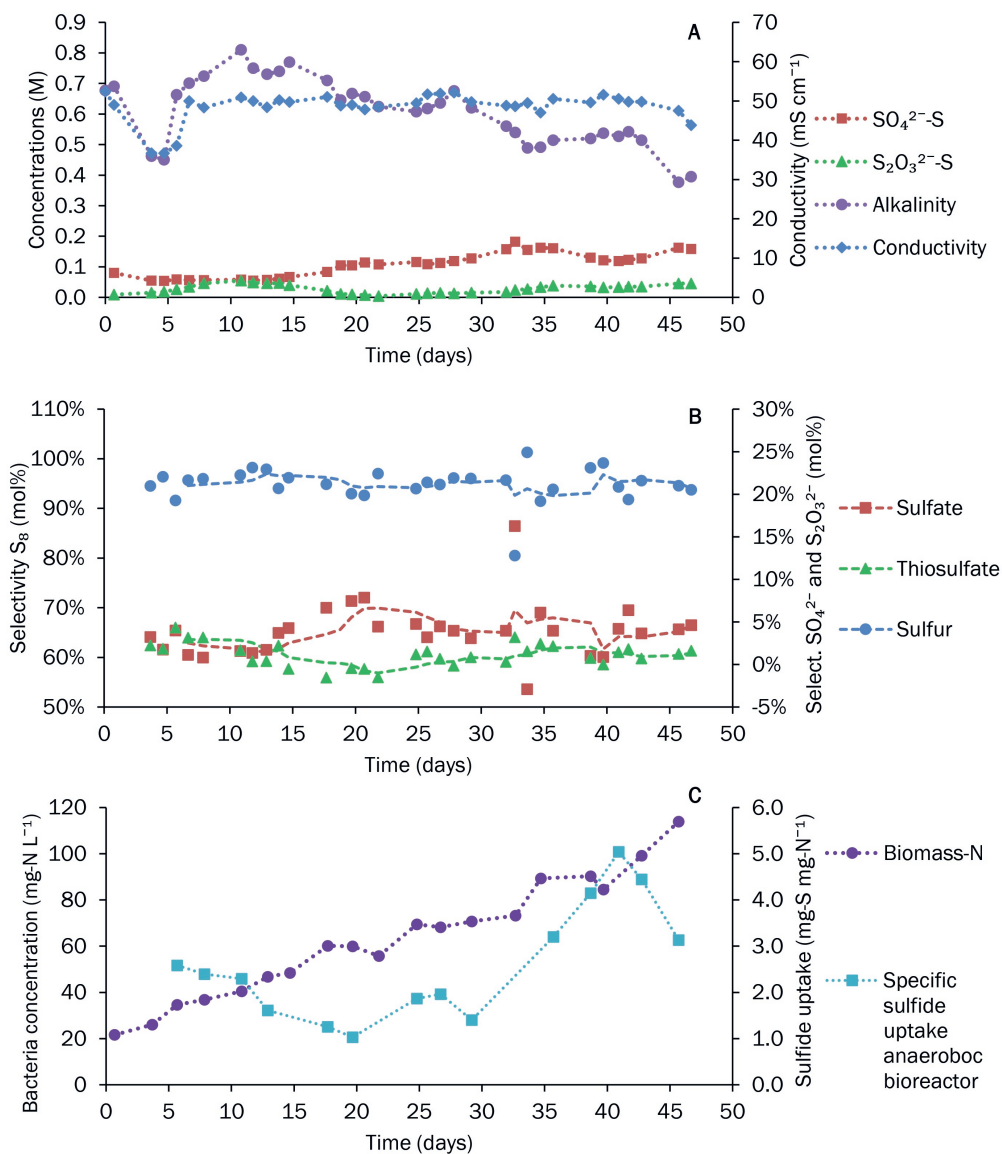 A
0.9
0.8
0.7
0.6
0.5
0.4
0.3
0.2
0.1
0.0
Concentrations (M)
70
60
50
40
30
20
10
0
Conductivity (mS cm⁻¹)
0 5 10 15 20 25 30 35 40 45 50
Time (days)
SO₄²⁻-S
S₂O₃²⁻-S
Alkalinity
Conductivity
B
110%
100%
90%
80%
70%
60%
50%
Selectivity S₈ (mol%)
30%
25%
20%
15%
10%
5%
0%
-5%
Select. SO₄²⁻ and S₂O₃²⁻ (mol%)
0 5 10 15 20 25 30 35 40 45 50
Time (days)
Sulfate
Thiosulfate
Sulfur
C
120
100
80
60
40
20
0
Bacteria concentration (mg-N L⁻¹)
6.0
5.0
4.0
3.0
2.0
1.0
0.0
Sulfide uptake (mg-S mg-N⁻¹)
0 5 10 15 20 25 30 35 40 45 50
Time (days)
Biomass-N
Specific
sulfide
uptake
anaeroboc
bioreactor